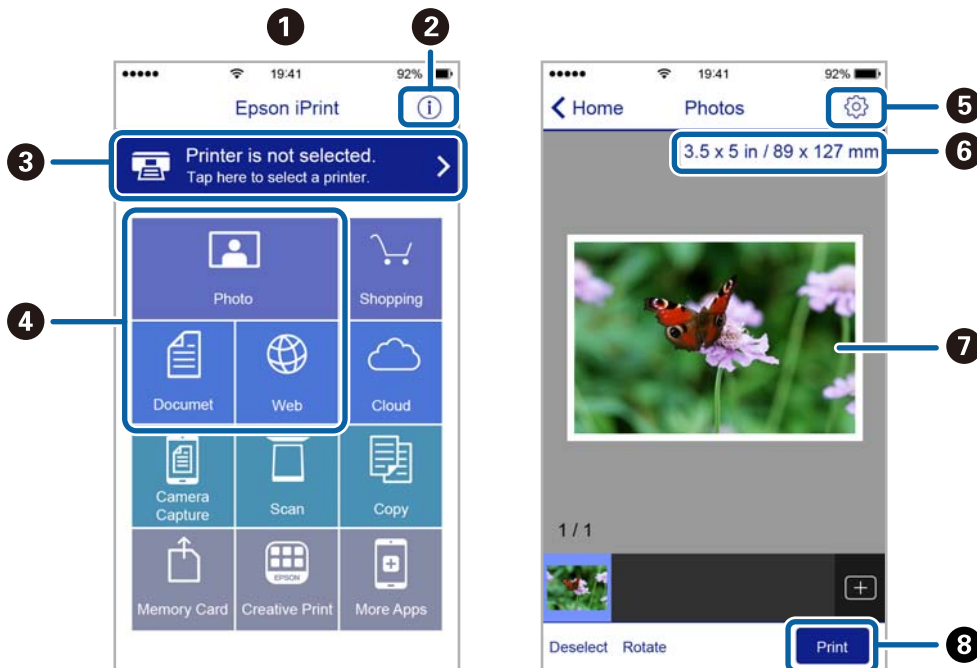 1
2
19:41
92%
Epson iPrint
3
Printer is not selected.
Tap here to select a printer.
4
Photo
Shopping
Documet
Web
Cloud
Camera
Capture
Scan
Copy
EPSON
Memory Card
Creative Print
More Apps
19:41
92%
Home
Photos
5
3.5 x 5 in / 89 x 127 mm
6
7
1 / 1
Deselect
Rotate
Print
8